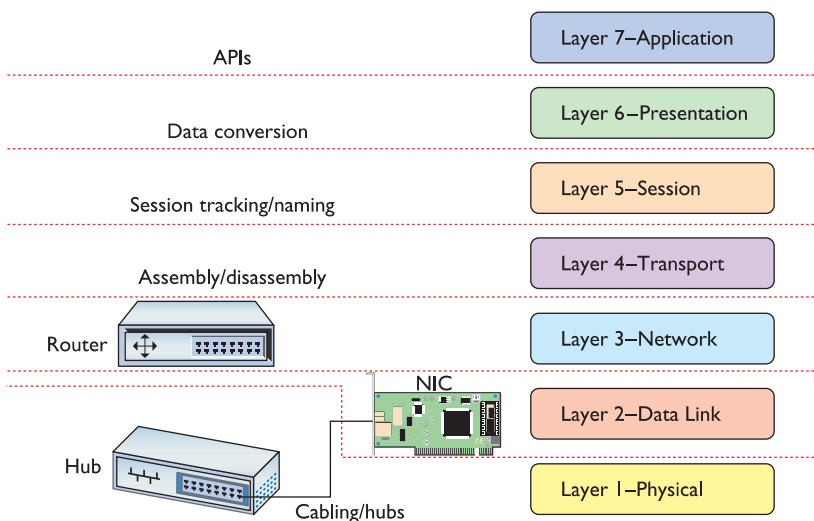 APIs
Layer 7–Application
Data conversion
Layer 6–Presentation
Session tracking/naming
Layer 5–Session
Assembly/disassembly
Layer 4–Transport
Router
Layer 3–Network
NIC
Layer 2–Data Link
Hub
Cabling/hubs
Layer 1–Physical